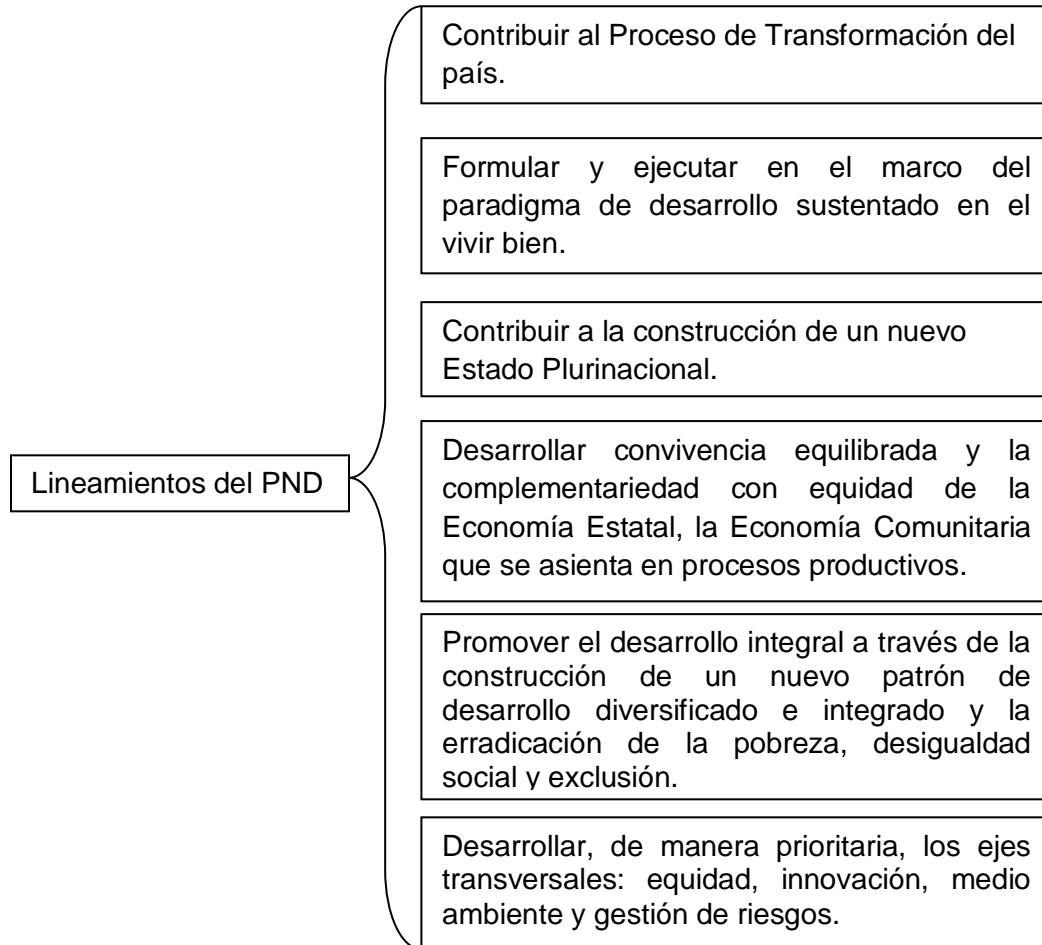 Contribuir al Proceso de Transformación del
país.
Formular y ejecutar en el marco del
paradigma de desarrollo sustentado en el
vivir bien.
Contribuir a la construcción de un nuevo
Estado Plurinacional.
Lineamientos del PND
Desarrollar convivencia equilibrada y la
complementariedad con equidad de la
Economía Estatal, la Economía Comunitaria
que se asienta en procesos productivos.
Promover el desarrollo integral a través de la
construcción de un nuevo patrón de
desarrollo diversificado e integrado y la
erradicación de la pobreza, desigualdad
social y exclusión.
Desarrollar, de manera prioritaria, los ejes
transversales: equidad, innovación, medio
ambiente y gestión de riesgos.